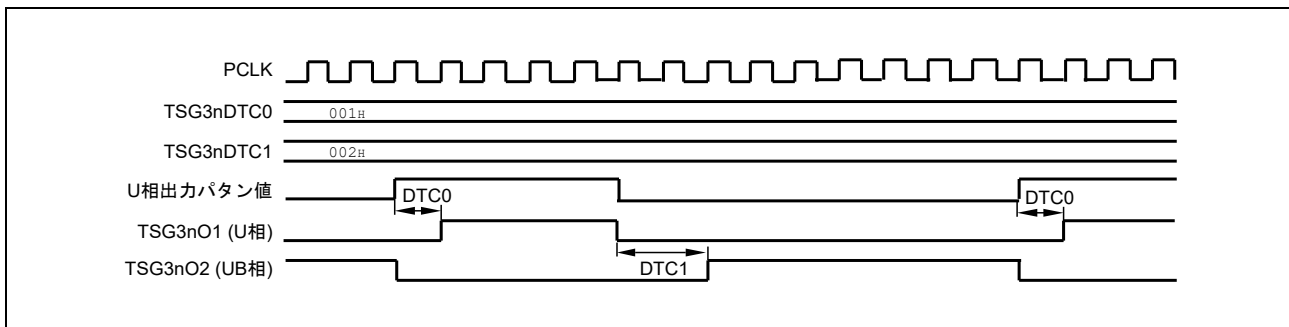 PCLK
TSG3nDTC0 001H
TSG3nDTC1 002H
U相出力パタン値 DTC0 DTC0
TSG3nO1 (U相)
TSG3nO2 (UB相) DTC1